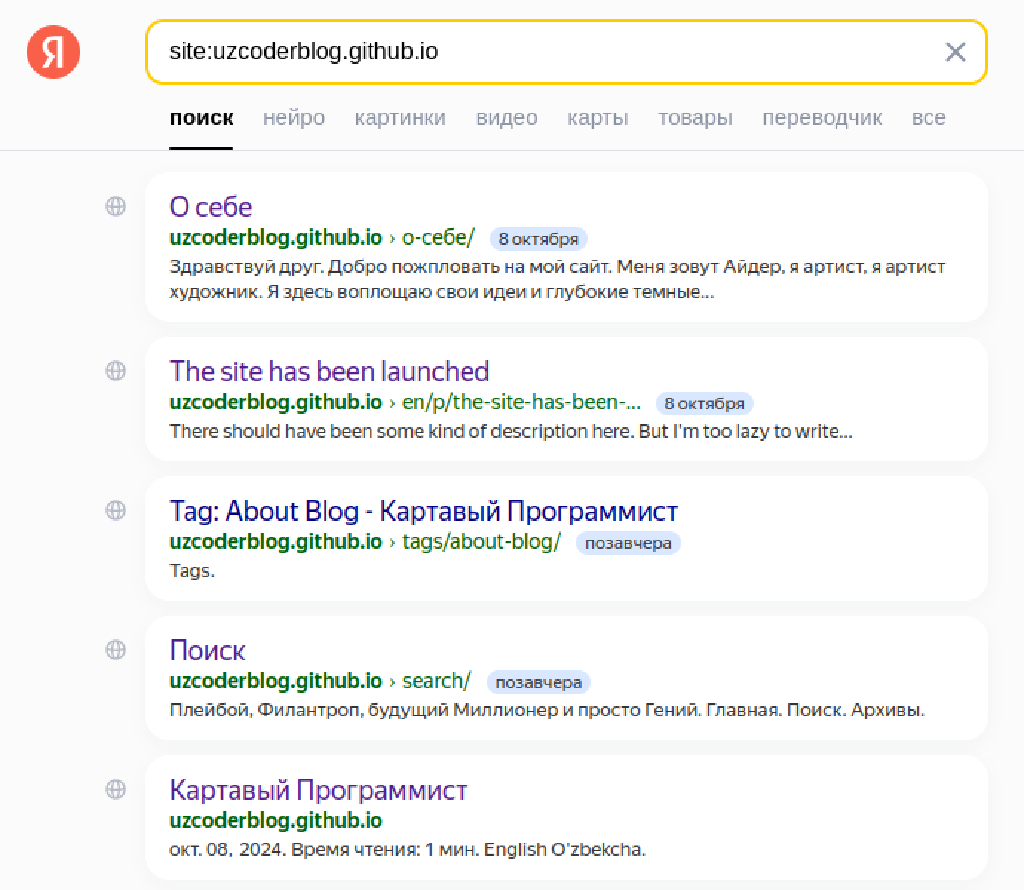 Я
site:uzcoderblog.github.io
поиск нейро картинки видео карты товары переводчик все
О себе
uzcoderblog.github.io › о-себе/ 8 октября
Здравствуй друг. Добро пожпловать на мой сайт. Меня зовут Айдер, я артист, я артист
художник. Я здесь воплощаю свои идеи и глубокие темные...
The site has been launched
uzcoderblog.github.io › en/p/the-site-has-been-... 8 октября
There should have been some kind of description here. But I'm too lazy to write...
Tag: About Blog - Картавый Программист
uzcoderblog.github.io › tags/about-blog/ позавчера
Tags.
Поиск
uzcoderblog.github.io › search/ позавчера
Плейбой, Филантроп, будущий Миллионер и просто Гений. Главная. Поиск. Архивы.
Картавый Программист
uzcoderblog.github.io
окт. 08, 2024. Время чтения: 1 мин. English O'zbekcha.